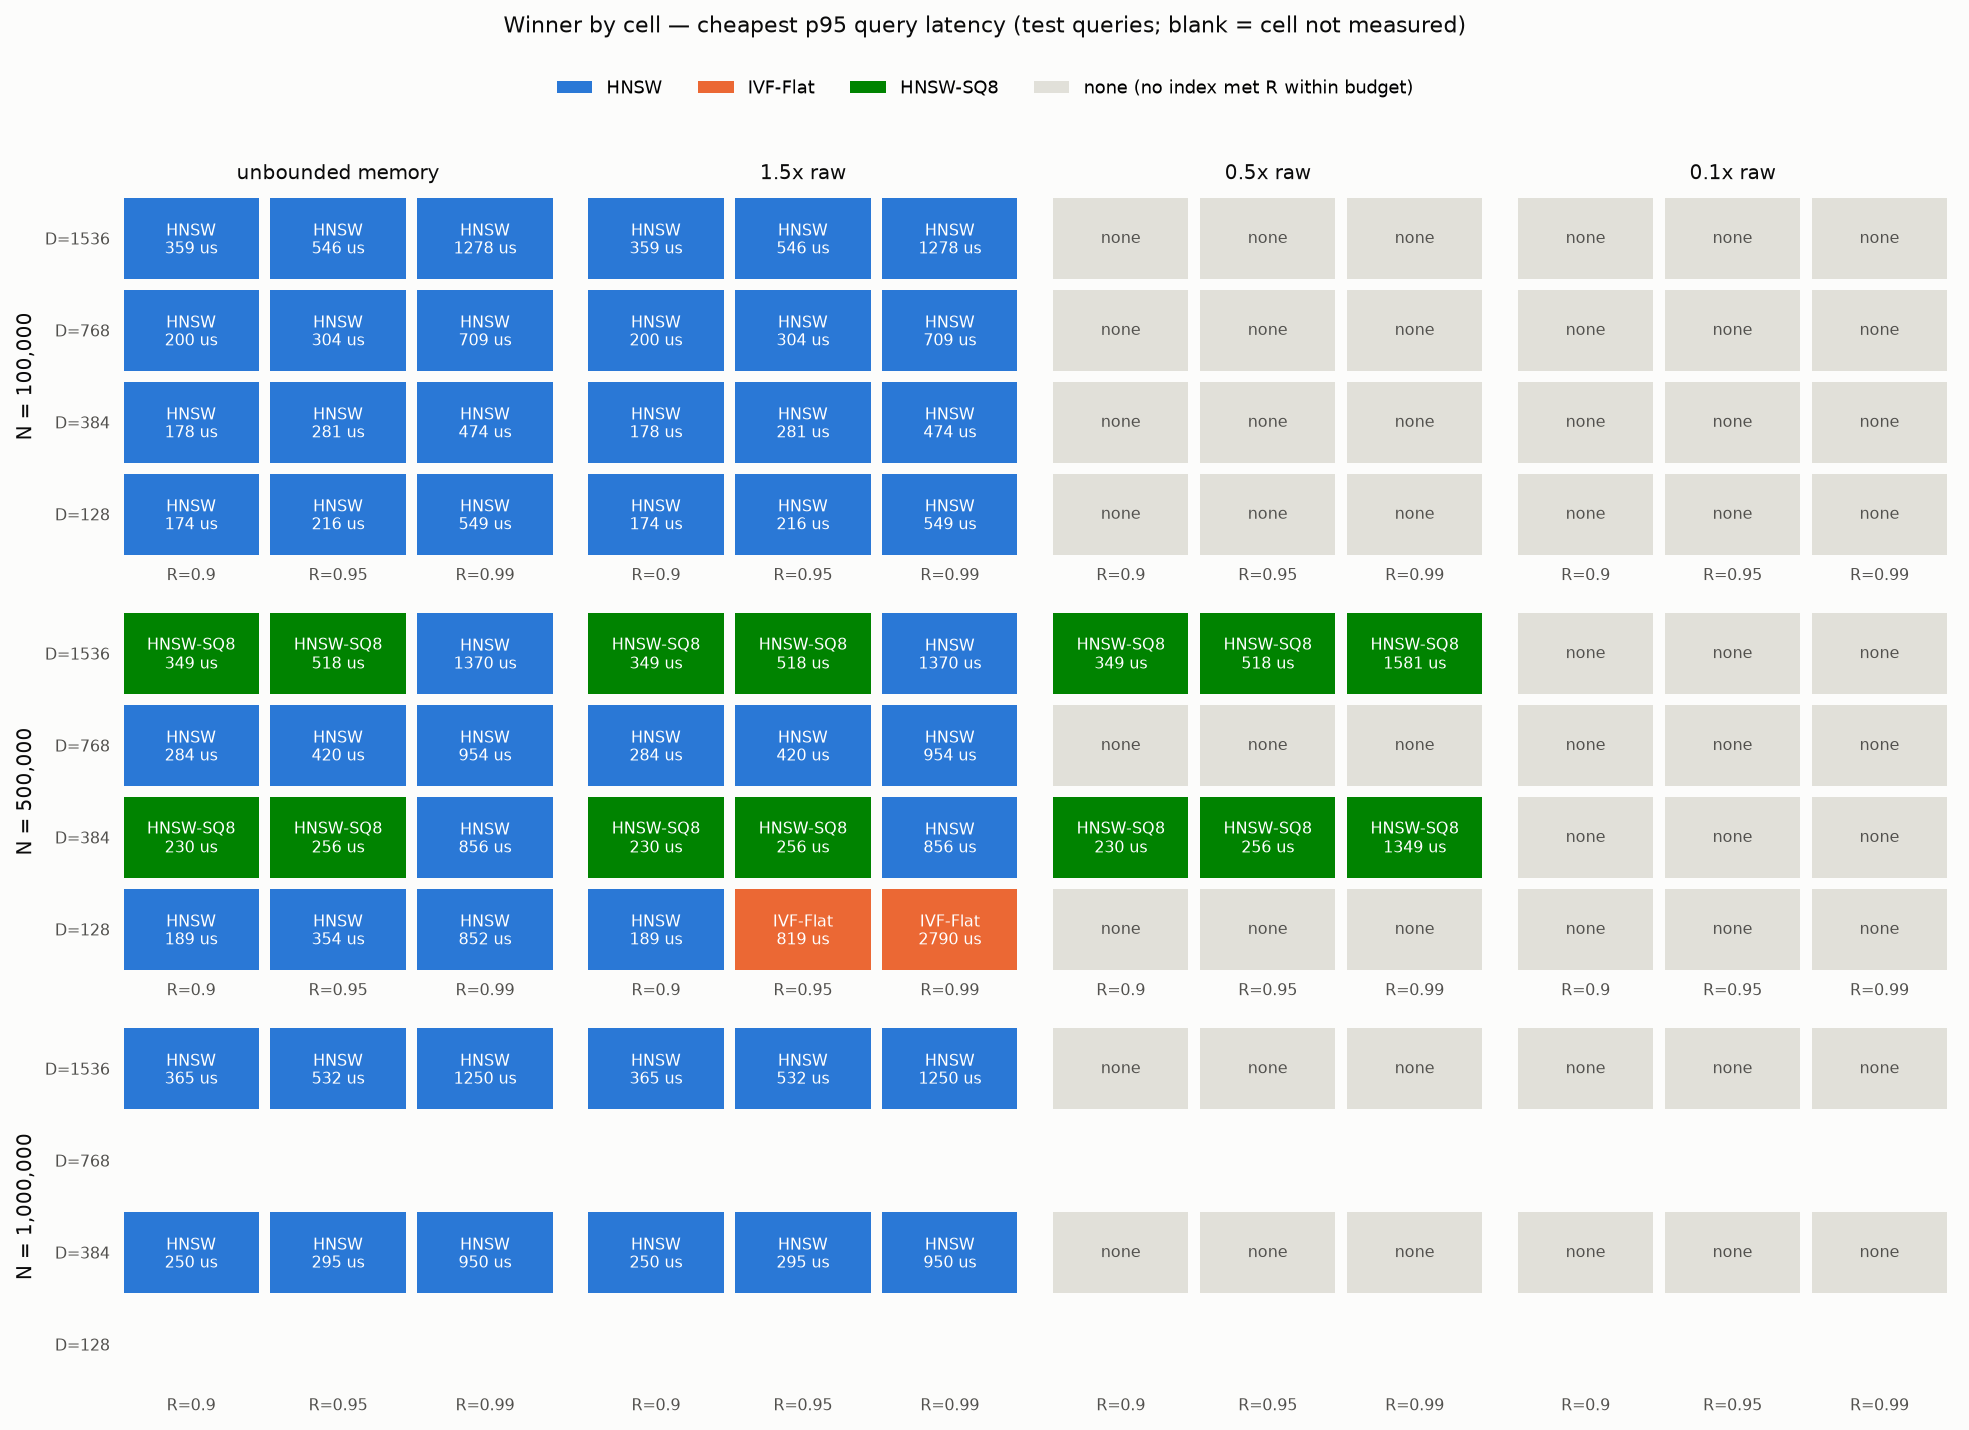 Winner by cell — cheapest p95 query latency (test queries; blank = cell not measured)
HNSW IVF-Flat HNSW-SQ8 none (no index met R within budget)
unbounded memory 1.5x raw 0.5x raw 0.1x raw
N = 100,000
D=1536 HNSW 359 us HNSW 546 us HNSW 1278 us HNSW 359 us HNSW 546 us HNSW 1278 us none none none none none none
D=768 HNSW 200 us HNSW 304 us HNSW 709 us HNSW 200 us HNSW 304 us HNSW 709 us none none none none none none
D=384 HNSW 178 us HNSW 281 us HNSW 474 us HNSW 178 us HNSW 281 us HNSW 474 us none none none none none none
D=128 HNSW 174 us HNSW 216 us HNSW 549 us HNSW 174 us HNSW 216 us HNSW 549 us none none none none none none
R=0.9 R=0.95 R=0.99 R=0.9 R=0.95 R=0.99 R=0.9 R=0.95 R=0.99 R=0.9 R=0.95 R=0.99
N = 500,000
D=1536 HNSW-SQ8 349 us HNSW-SQ8 518 us HNSW 1370 us HNSW-SQ8 349 us HNSW-SQ8 518 us HNSW 1370 us HNSW-SQ8 349 us HNSW-SQ8 518 us HNSW-SQ8 1581 us none none none
D=768 HNSW 284 us HNSW 420 us HNSW 954 us HNSW 284 us HNSW 420 us HNSW 954 us none none none none none none
D=384 HNSW-SQ8 230 us HNSW-SQ8 256 us HNSW 856 us HNSW-SQ8 230 us HNSW-SQ8 256 us HNSW 856 us HNSW-SQ8 230 us HNSW-SQ8 256 us HNSW-SQ8 1349 us none none none
D=128 HNSW 189 us HNSW 354 us HNSW 852 us HNSW 189 us IVF-Flat 819 us IVF-Flat 2790 us none none none none none none
R=0.9 R=0.95 R=0.99 R=0.9 R=0.95 R=0.99 R=0.9 R=0.95 R=0.99 R=0.9 R=0.95 R=0.99
N = 1,000,000
D=1536 HNSW 365 us HNSW 532 us HNSW 1250 us HNSW 365 us HNSW 532 us HNSW 1250 us none none none none none none
D=768
D=384 HNSW 250 us HNSW 295 us HNSW 950 us HNSW 250 us HNSW 295 us HNSW 950 us none none none none none none
D=128
R=0.9 R=0.95 R=0.99 R=0.9 R=0.95 R=0.99 R=0.9 R=0.95 R=0.99 R=0.9 R=0.95 R=0.99